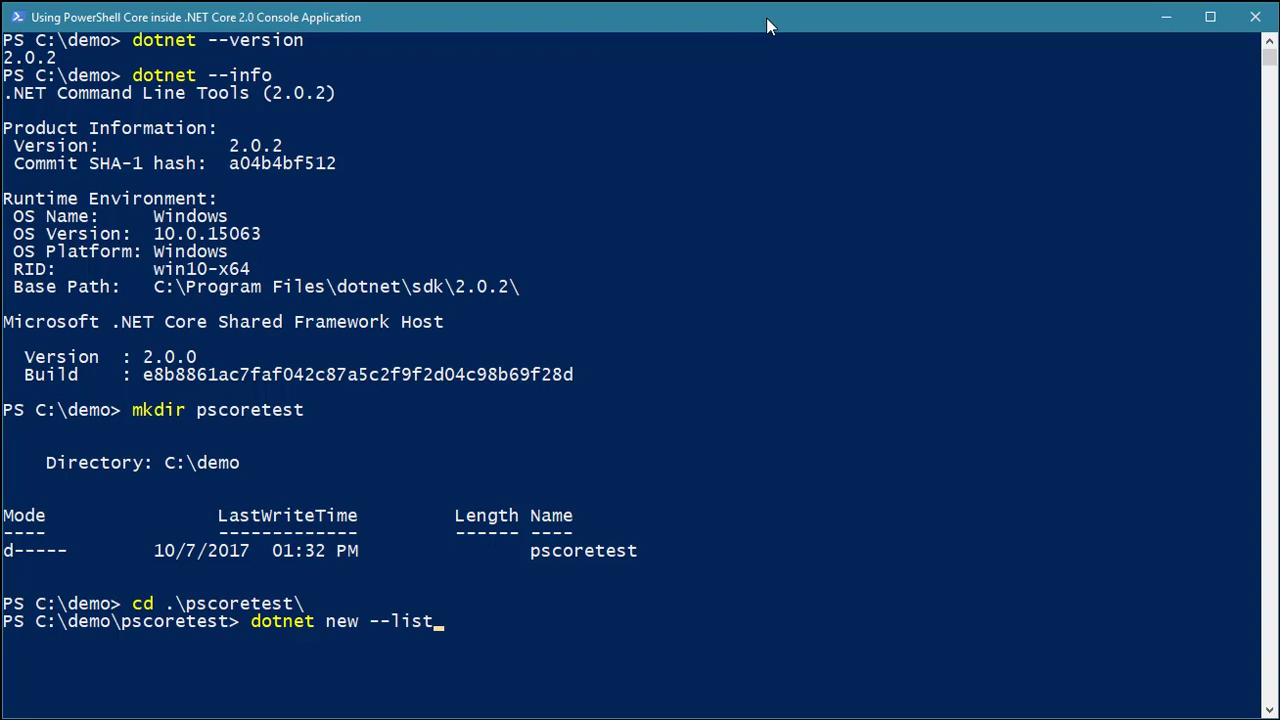 Using PowerShell Core inside .NET Core 2.0 Console Application
PS C:\demo> dotnet --version
2.0.2
PS C:\demo> dotnet --info
.NET Command Line Tools (2.0.2)
Product Information:
Version: 2.0.2
Commit SHA-1 hash: a04b4bf512
Runtime Environment:
OS Name: Windows
OS Version: 10.0.15063
OS Platform: Windows
RID: win10-x64
Base Path: C:\Program Files\dotnet\sdk\2.0.2\
Microsoft .NET Core Shared Framework Host
Version : 2.0.0
Build : e8b8861ac7faf042c87a5c2f9f2d04c98b69f28d
PS C:\demo> mkdir pscoretest
Directory: C:\demo
Mode LastWriteTime Length Name
---- ------------- ------ ----
d----- 10/7/2017 01:32 PM pscoretest
PS C:\demo> cd .\pscoretest\
PS C:\demo\pscoretest> dotnet new --list